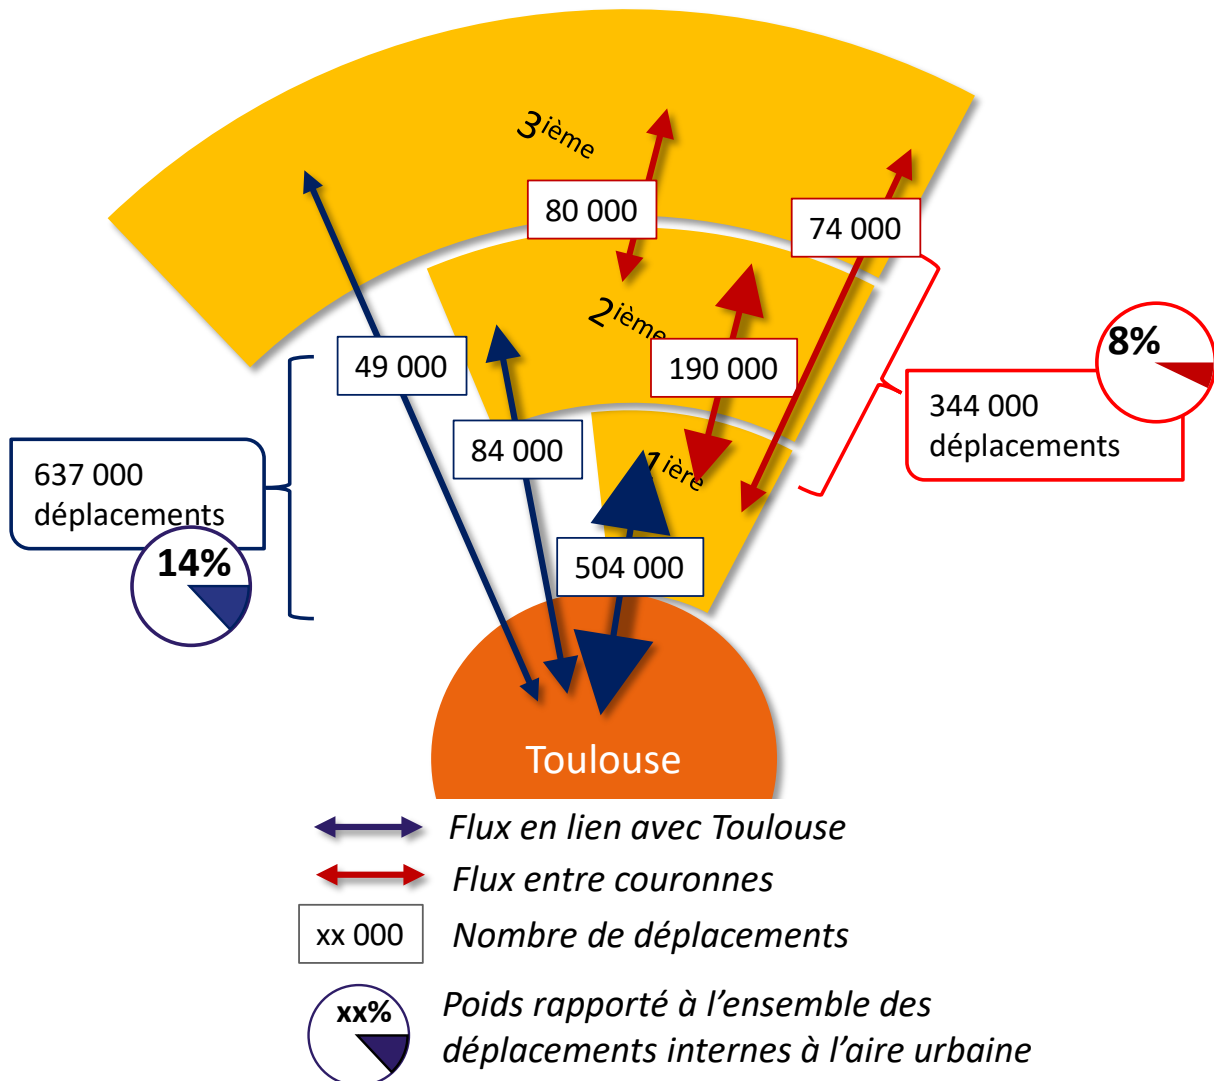 3ième
80 000
74 000
2ième
8%
49 000
190 000
344 000
déplacements
84 000
1ière
637 000
déplacements
14%
504 000
Toulouse
Flux en lien avec Toulouse
Flux entre couronnes
xx 000
Nombre de déplacements
xx%
Poids rapporté à l’ensemble des
déplacements internes à l’aire urbaine